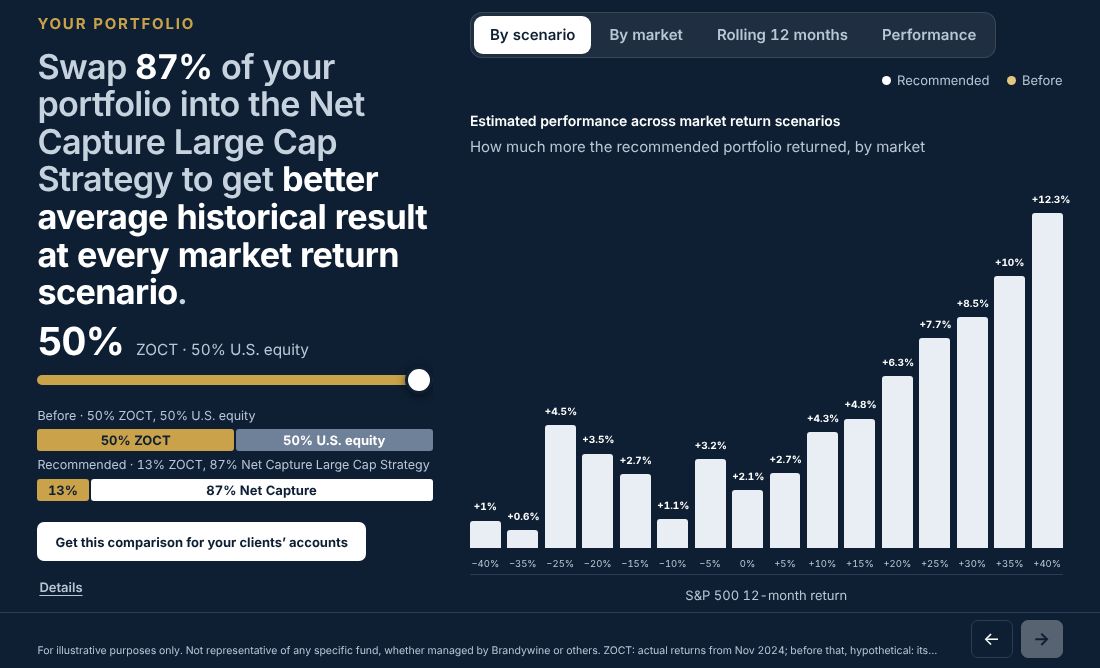 YOUR PORTFOLIO
Swap 87% of your
portfolio into the Net
Capture Large Cap
Strategy to get better
average historical result
at every market return
scenario.
50% ZOCT · 50% U.S. equity
Before · 50% ZOCT, 50% U.S. equity
50% ZOCT 50% U.S. equity
Recommended · 13% ZOCT, 87% Net Capture Large Cap Strategy
13% 87% Net Capture
Get this comparison for your clients’ accounts
Details
By scenario By market Rolling 12 months Performance
Recommended Before
Estimated performance across market return scenarios
How much more the recommended portfolio returned, by market
+1% +0.6% +4.5% +3.5% +2.7% +1.1% +3.2% +2.1% +2.7% +4.3% +4.8% +6.3% +7.7% +8.5% +10% +12.3%
−40% −35% −25% −20% −15% −10% −5% 0% +5% +10% +15% +20% +25% +30% +35% +40%
S&P 500 12-month return
For illustrative purposes only. Not representative of any specific fund, whether managed by Brandywine or others. ZOCT: actual returns from Nov 2024; before that, hypothetical: its…
← →